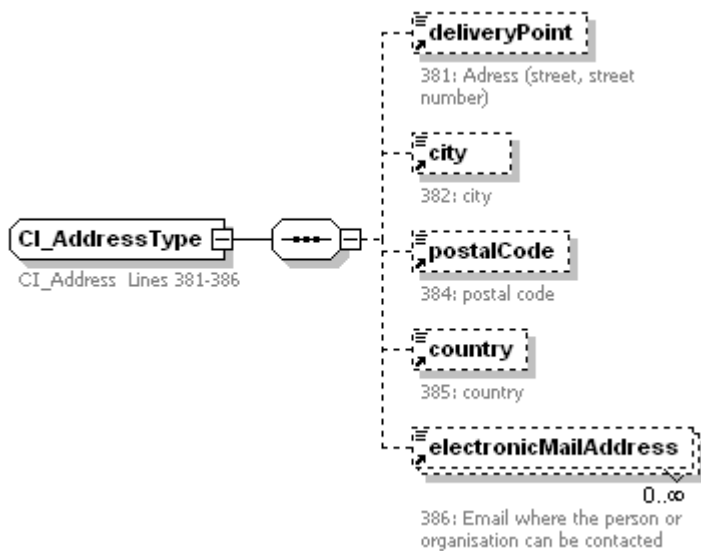 deliveryPoint
381: Adress (street, street
number)
city
382: city
CI_AddressType
CI_Address Lines 381-386
postalCode
384: postal code
country
385: country
electronicMailAddress
0..∞
386: Email where the person or
organisation can be contacted